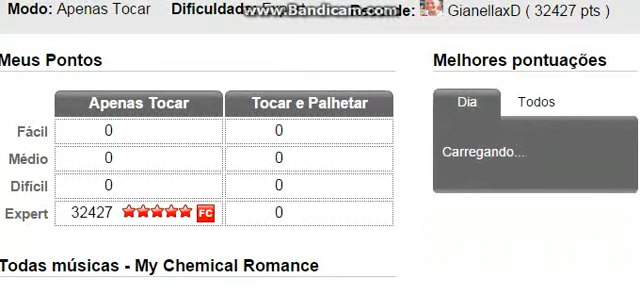 Modo: Apenas Tocar Dificuldade: www.Bandicam.com GianellaxD ( 32427 pts )
Meus Pontos
Apenas Tocar Tocar e Palhetar
Fácil 0 0
Médio 0 0
Difícil 0 0
Expert 32427 FC 0
Todas músicas - My Chemical Romance
Melhores pontuações
Dia Todos
Carregando...